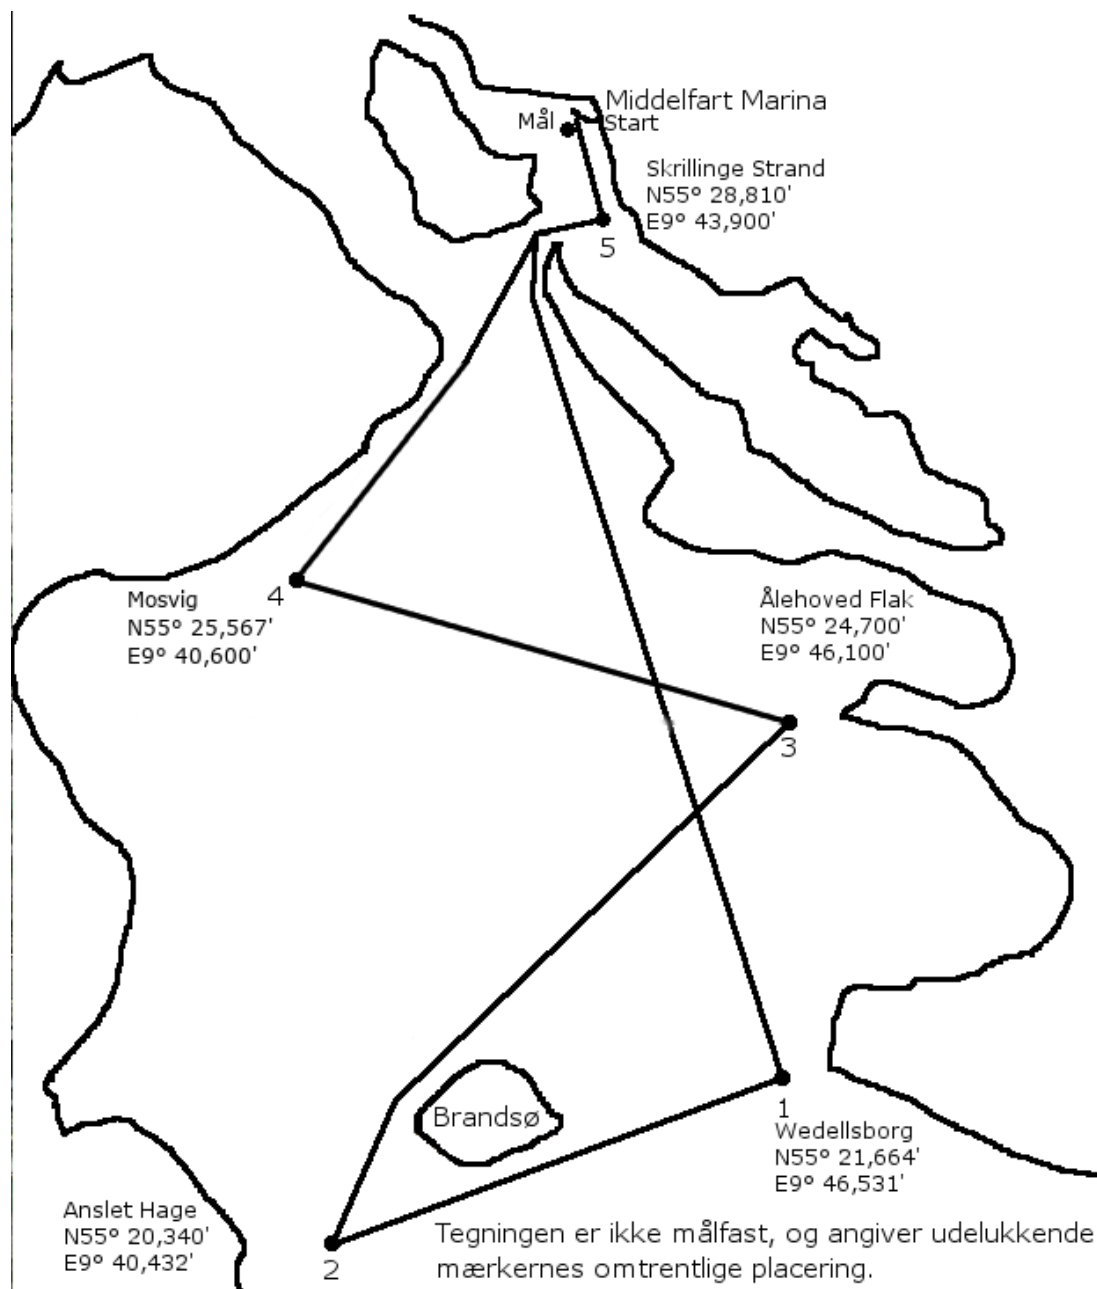 Middelfart Marina
Mål Start
Skrillinge Strand
N55° 28,810'
E9° 43,900'
5
4
Mosvig
N55° 25,567'
E9° 40,600'
Ålehoved Flak
N55° 24,700'
E9° 46,100'
3
Brandsø
1
Wedellsborg
N55° 21,664'
E9° 46,531'
Anslet Hage
N55° 20,340'
E9° 40,432'
2
Tegningen er ikke målfast, og angiver udelukkende
mærkernes omtrentlige placering.